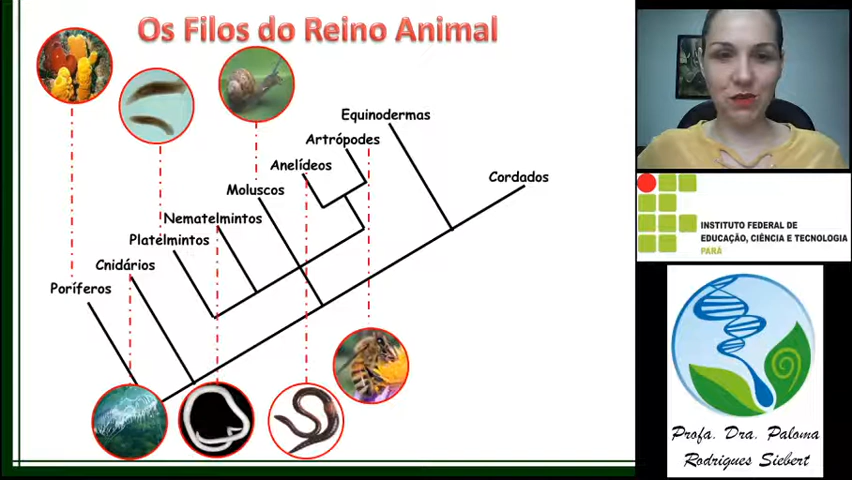 Os Filos do Reino Animal
Equinodermas
Artrópodes
Anelídeos
Cordados
Moluscos
Nematelmintos
Platelmintos
Cnidários
Poríferos
INSTITUTO FEDERAL DE
EDUCAÇÃO, CIÊNCIA E TECNOLOGIA
PARÁ
Profa. Dra. Paloma
Rodrigues Siebert